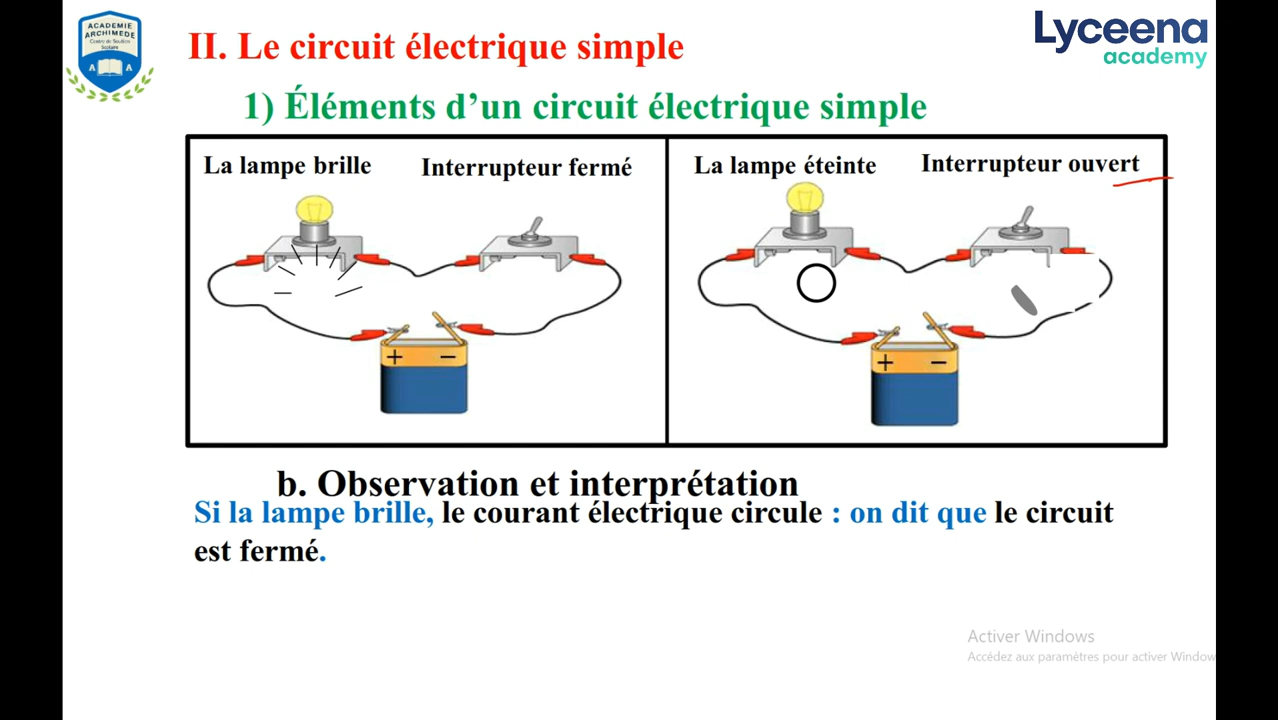 ACADEMIE
ARCHIMEDE
Centre de Soutien
Scolaire
A A
Lyceena
academy
II. Le circuit électrique simple
1) Éléments d’un circuit électrique simple
La lampe brille
Interrupteur fermé
La lampe éteinte
Interrupteur ouvert
+ −
+ −
b. Observation et interprétation
Si la lampe brille, le courant électrique circule : on dit que le circuit
est fermé.
Activer Windows
Accédez aux paramètres pour activer Window